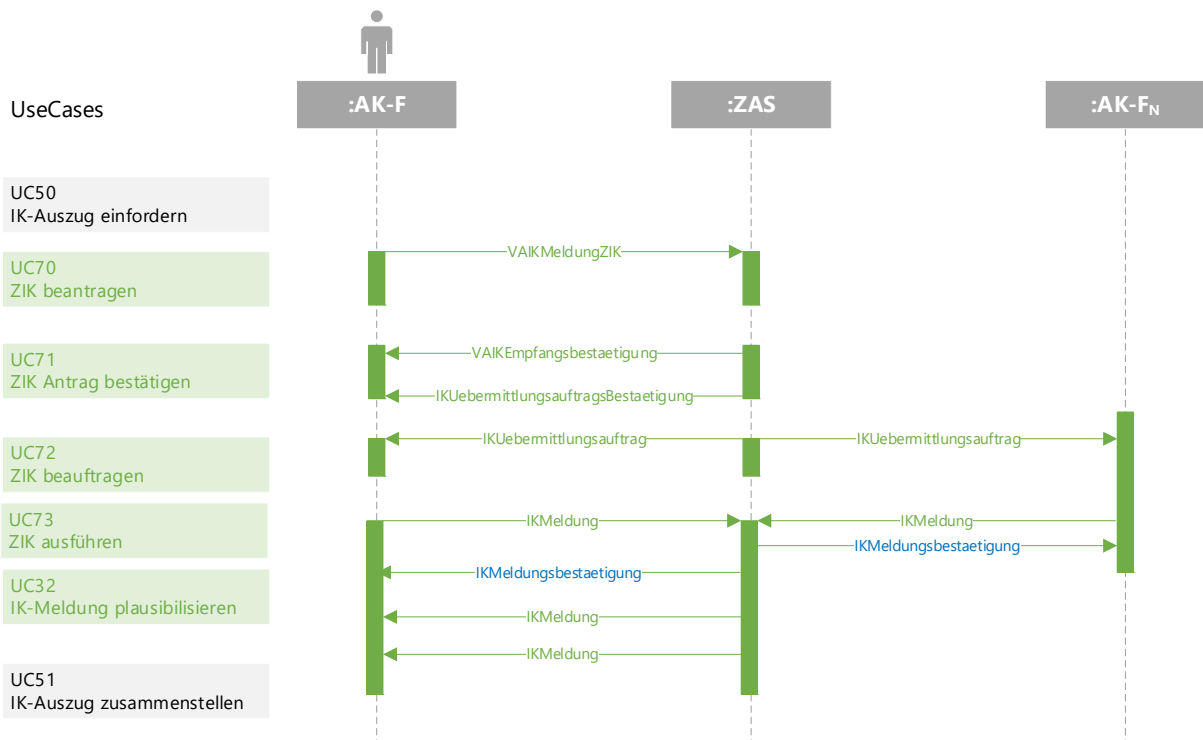 :AK-F
:ZAS
:AK-FN
UseCases
UC50
IK-Auszug einfordern
VAIKMeldungZIK
UC70
ZIK beantragen
VAIKEmpfangsbestaetigung
UC71
ZIK Antrag bestätigen
IKUebermittlungsauftragsBestaetigung
IKUebermittlungsauftrag
IKUebermittlungsauftrag
UC72
ZIK beauftragen
UC73
ZIK ausführen
IKMeldung
IKMeldung
IKMeldungsbestaetigung
IKMeldungsbestaetigung
UC32
IK-Meldung plausibilisieren
IKMeldung
IKMeldung
UC51
IK-Auszug zusammenstellen